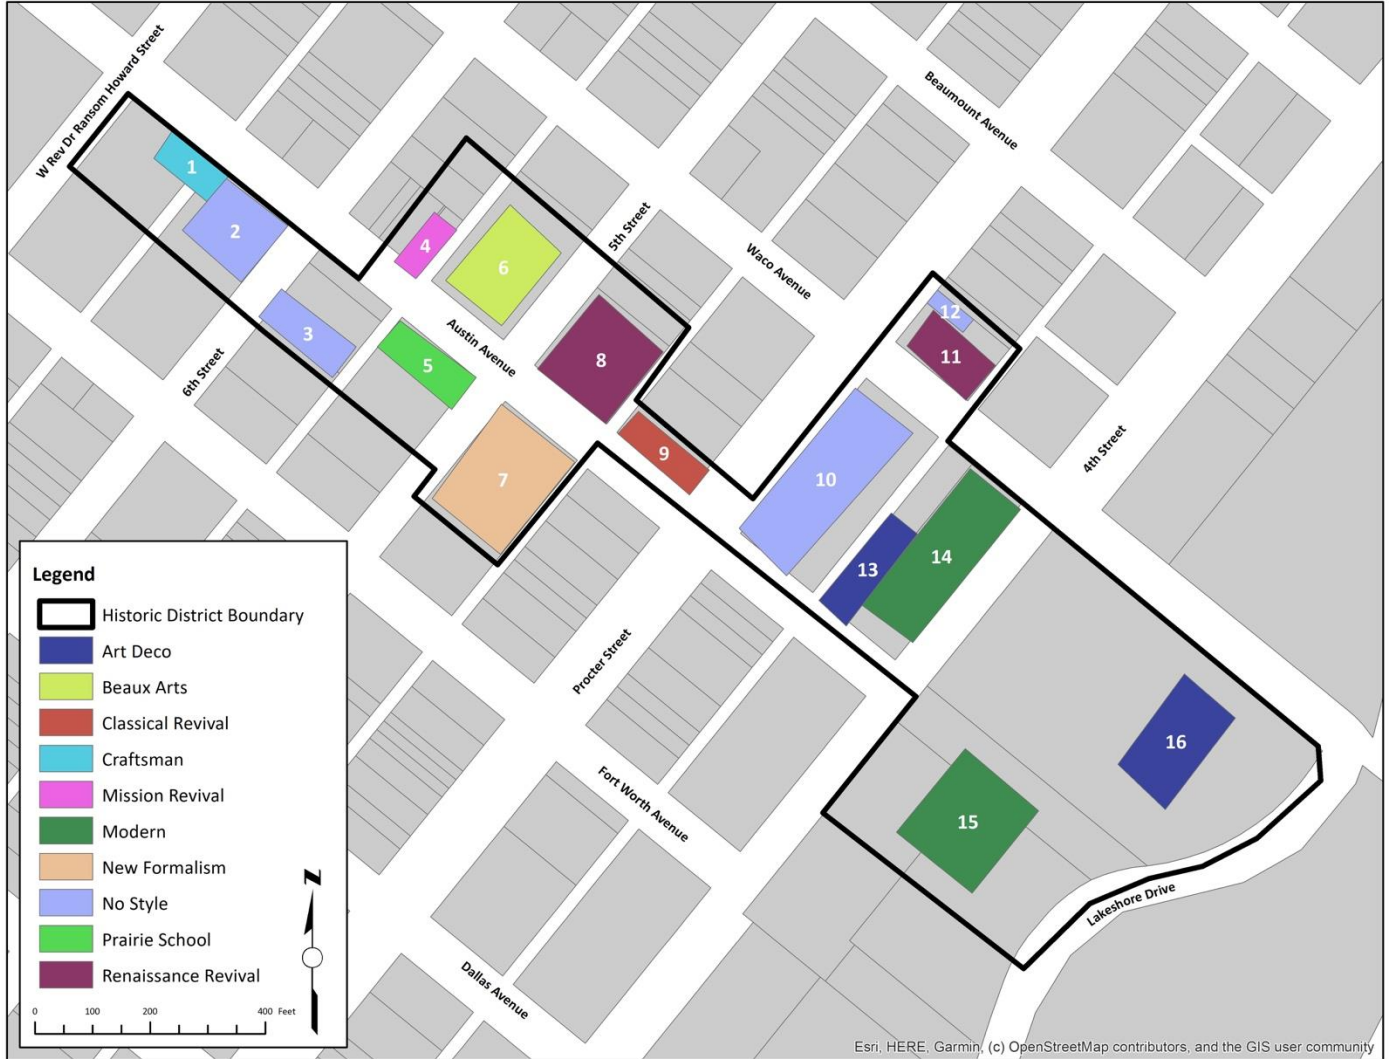 W Rev Dr Ransom Howard Street
Beaumount Avenue
5th Street
Waco Avenue
Austin Avenue
6th Street
4th Street
Procter Street
Fort Worth Avenue
Dallas Avenue
Lakeshore Drive
1
2
3
4
5
6
7
8
9
10
11
12
13
14
15
16
Legend
Historic District Boundary
Art Deco
Beaux Arts
Classical Revival
Craftsman
Mission Revival
Modern
New Formalism
No Style
Prairie School
Renaissance Revival
0 100 200 400 Feet
Z
Esri, HERE, Garmin, (c) OpenStreetMap contributors, and the GIS user community